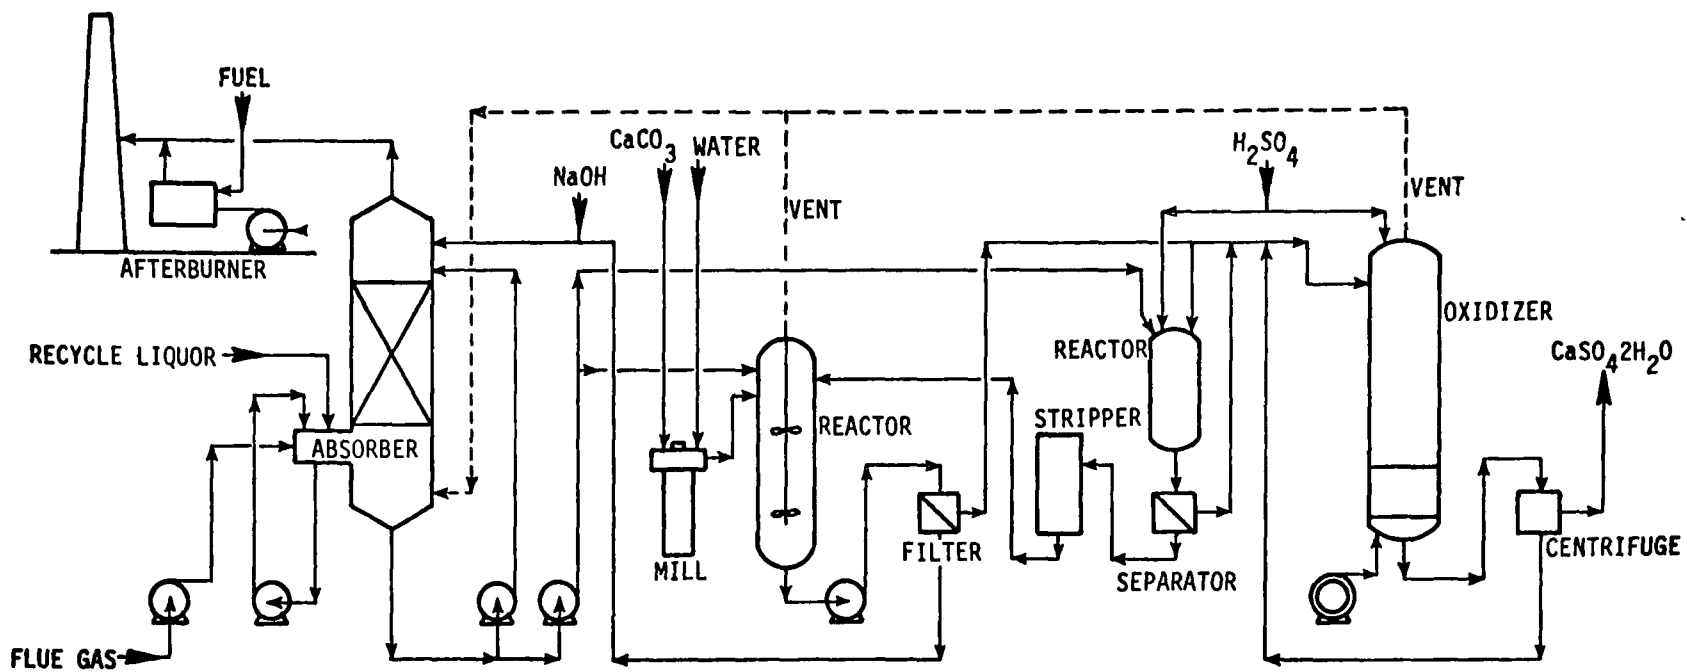 FUEL
CaCO3
WATER
H2SO4
NaOH
VENT
VENT
AFTERBURNER
OXIDIZER
RECYCLE LIQUOR
REACTOR
CaSO42H2O
STRIPPER
REACTOR
ABSORBER
FILTER
CENTRIFUGE
MILL
SEPARATOR
FLUE GAS